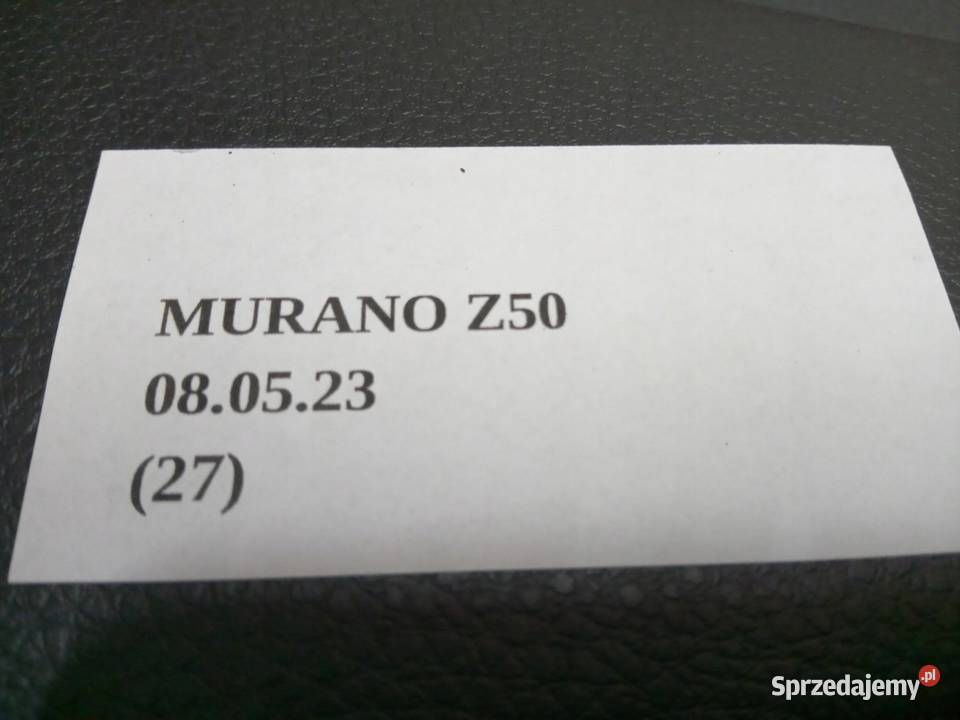 MURANO Z50
08.05.23
(27)
Sprzedajemy.pl